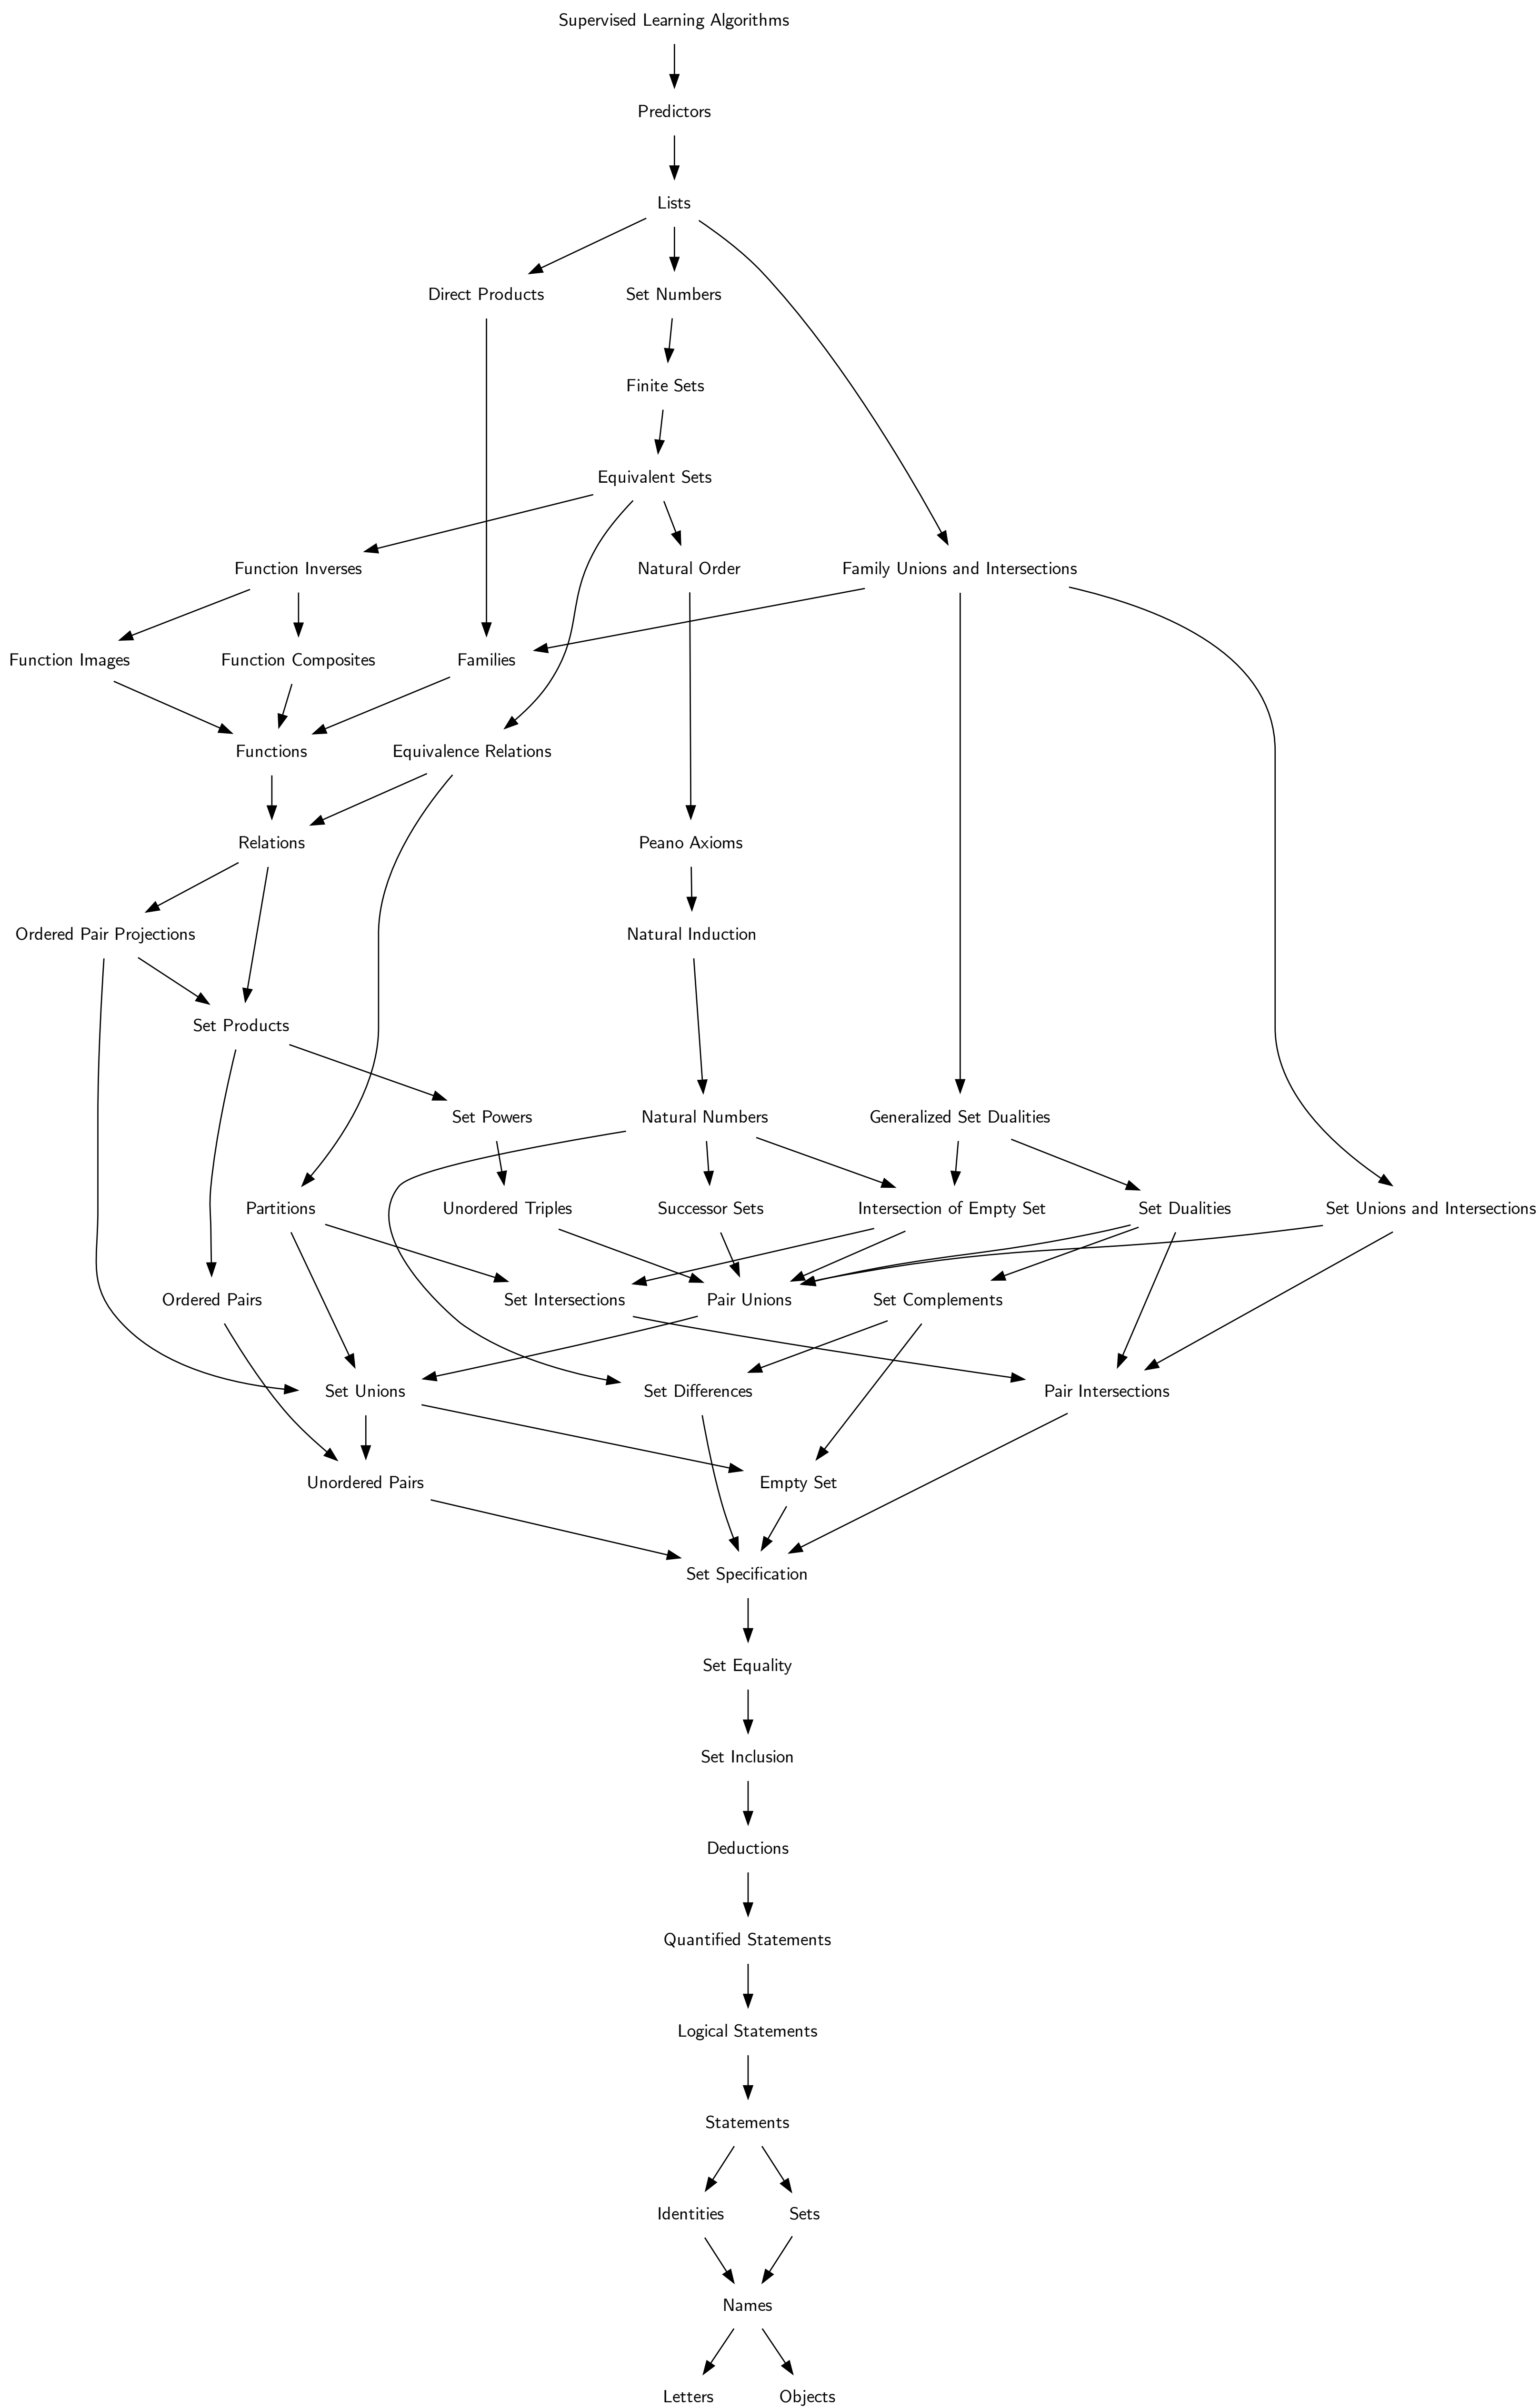 Supervised Learning Algorithms
Predictors
Lists
Direct Products
Set Numbers
Finite Sets
Equivalent Sets
Function Inverses
Natural Order
Family Unions and Intersections
Function Images
Function Composites
Families
Functions
Equivalence Relations
Relations
Peano Axioms
Ordered Pair Projections
Natural Induction
Set Products
Set Powers
Natural Numbers
Generalized Set Dualities
Partitions
Unordered Triples
Successor Sets
Intersection of Empty Set
Set Dualities
Set Unions and Intersections
Ordered Pairs
Set Intersections
Pair Unions
Set Complements
Set Unions
Set Differences
Pair Intersections
Unordered Pairs
Empty Set
Set Specification
Set Equality
Set Inclusion
Deductions
Quantified Statements
Logical Statements
Statements
Identities
Sets
Names
Letters
Objects